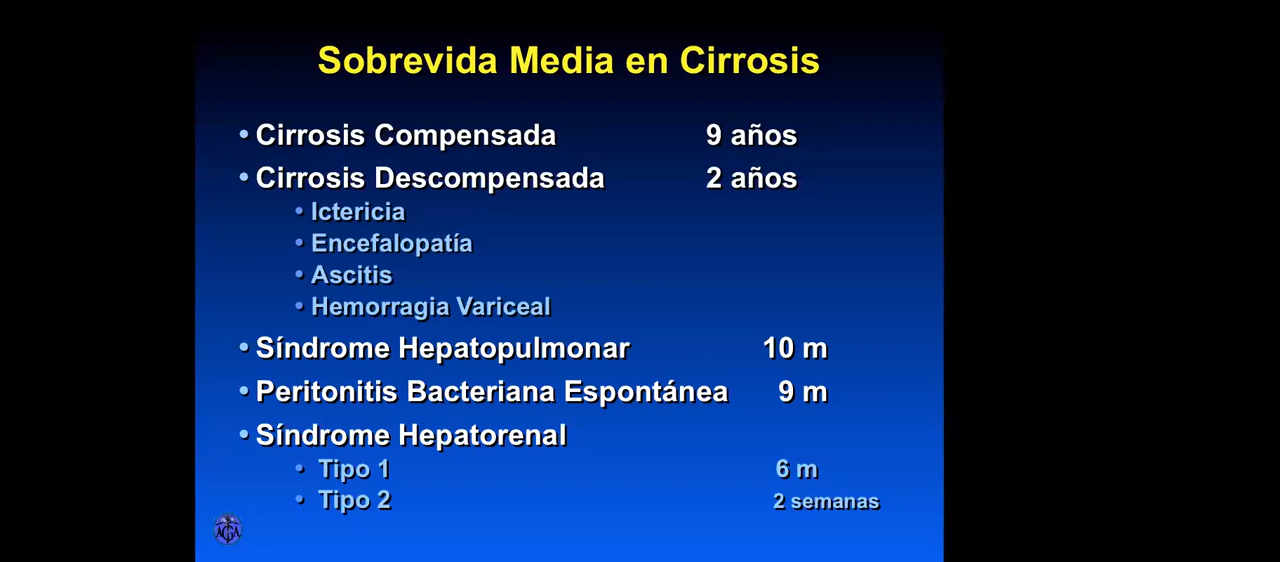 Sobrevida Media en Cirrosis
• Cirrosis Compensada 9 años
• Cirrosis Descompensada 2 años
• Ictericia
• Encefalopatía
• Ascitis
• Hemorragia Variceal
• Síndrome Hepatopulmonar 10 m
• Peritonitis Bacteriana Espontánea 9 m
• Síndrome Hepatorenal
• Tipo 1 6 m
• Tipo 2 2 semanas